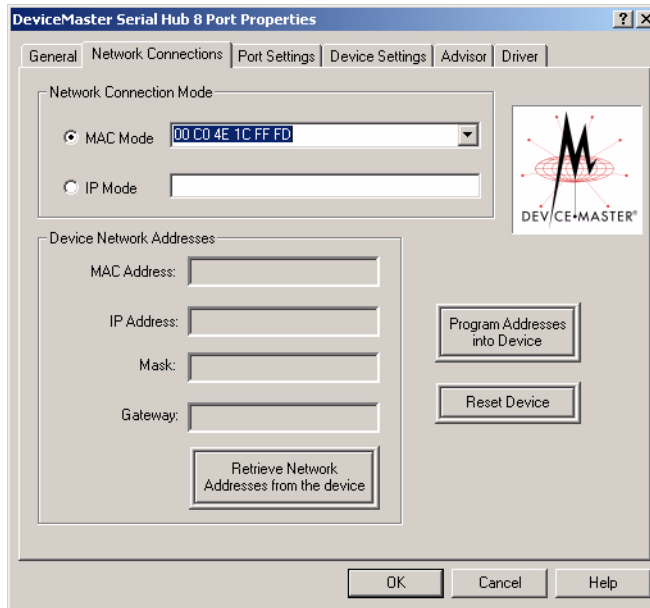 DeviceMaster Serial Hub 8 Port Properties
General Network Connections Port Settings Device Settings Advisor Driver
Network Connection Mode
MAC Mode 00 C0 4E 1C FF FD
IP Mode
DEVICE•MASTER®
Device Network Addresses
MAC Address:
IP Address:
Mask:
Gateway:
Retrieve Network
Addresses from the device
Program Addresses
into Device
Reset Device
OK Cancel Help